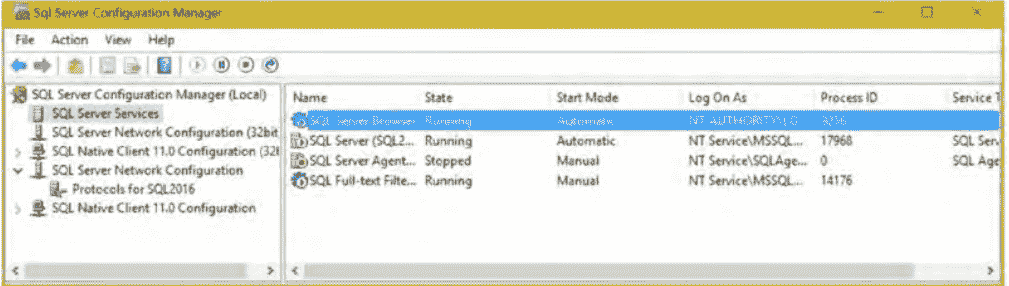 Sql Server Configuration Manager
File Action View Help
SQL Server Configuration Manager (Local)
SQL Server Services
SQL Server Network Configuration (32bit
SQL Native Client 11.0 Configuration (32
SQL Server Network Configuration
Protocols for SQL2016
SQL Native Client 11.0 Configuration
Name State Start Mode Log On As Process ID Service T
SQL Server Browser Running Automatic NT AUTHORITY\LO
SQL Server (SQL2... Running Automatic NT Service\MSSQL... 17968 SQL Serv
SQL Server Agent... Stopped Manual NT Service\SQLAge... 0 SQL Age
SQL Full-text Filte... Running Manual NT Service\MSSQL... 14176